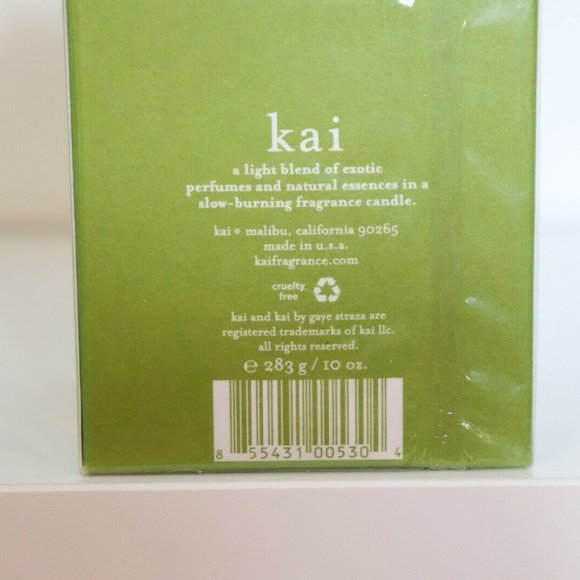 kai
a light blend of exotic
perfumes and natural essences in a
slow-burning fragrance candle.
kai* malibu, california 90265
made in u.s.a.
kaifragrance.com
cruelty
free
kai and kai by gaye straza are
registered trademarks of kai llc.
all rights reserved.
e 283 g / 10 oz.
8 55431 00530 4